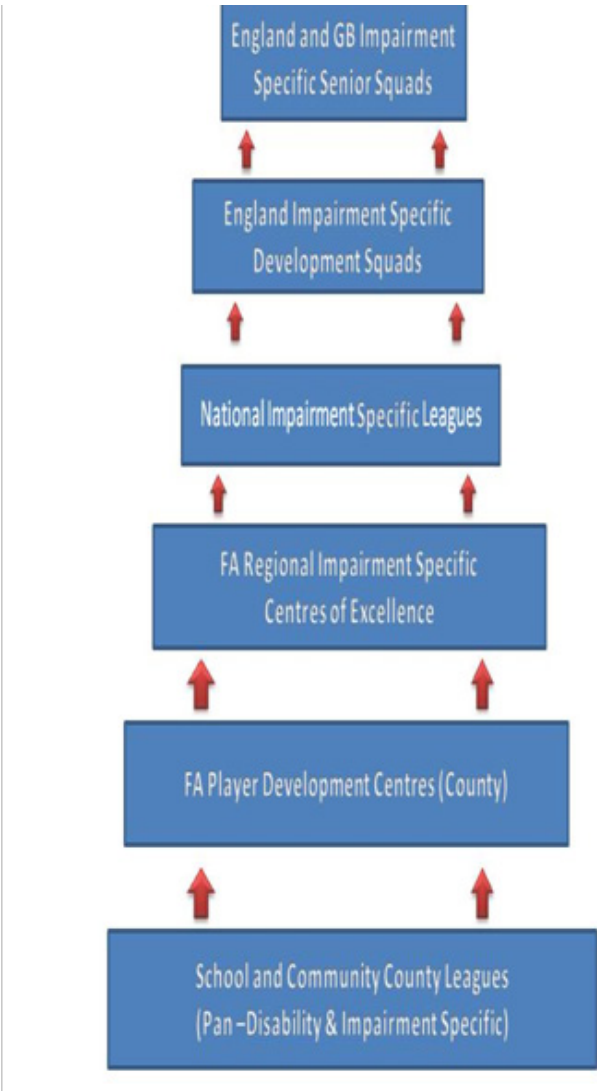 England and GB Impairment
Specific Senior Squads
England Impairment Specific
Development Squads
National Impairment Specific Leagues
FA Regional Impairment Specific
Centres of Excellence
FA Player Development Centres (County)
School and Community County Leagues
(Pan –Disability & Impairment Specific)